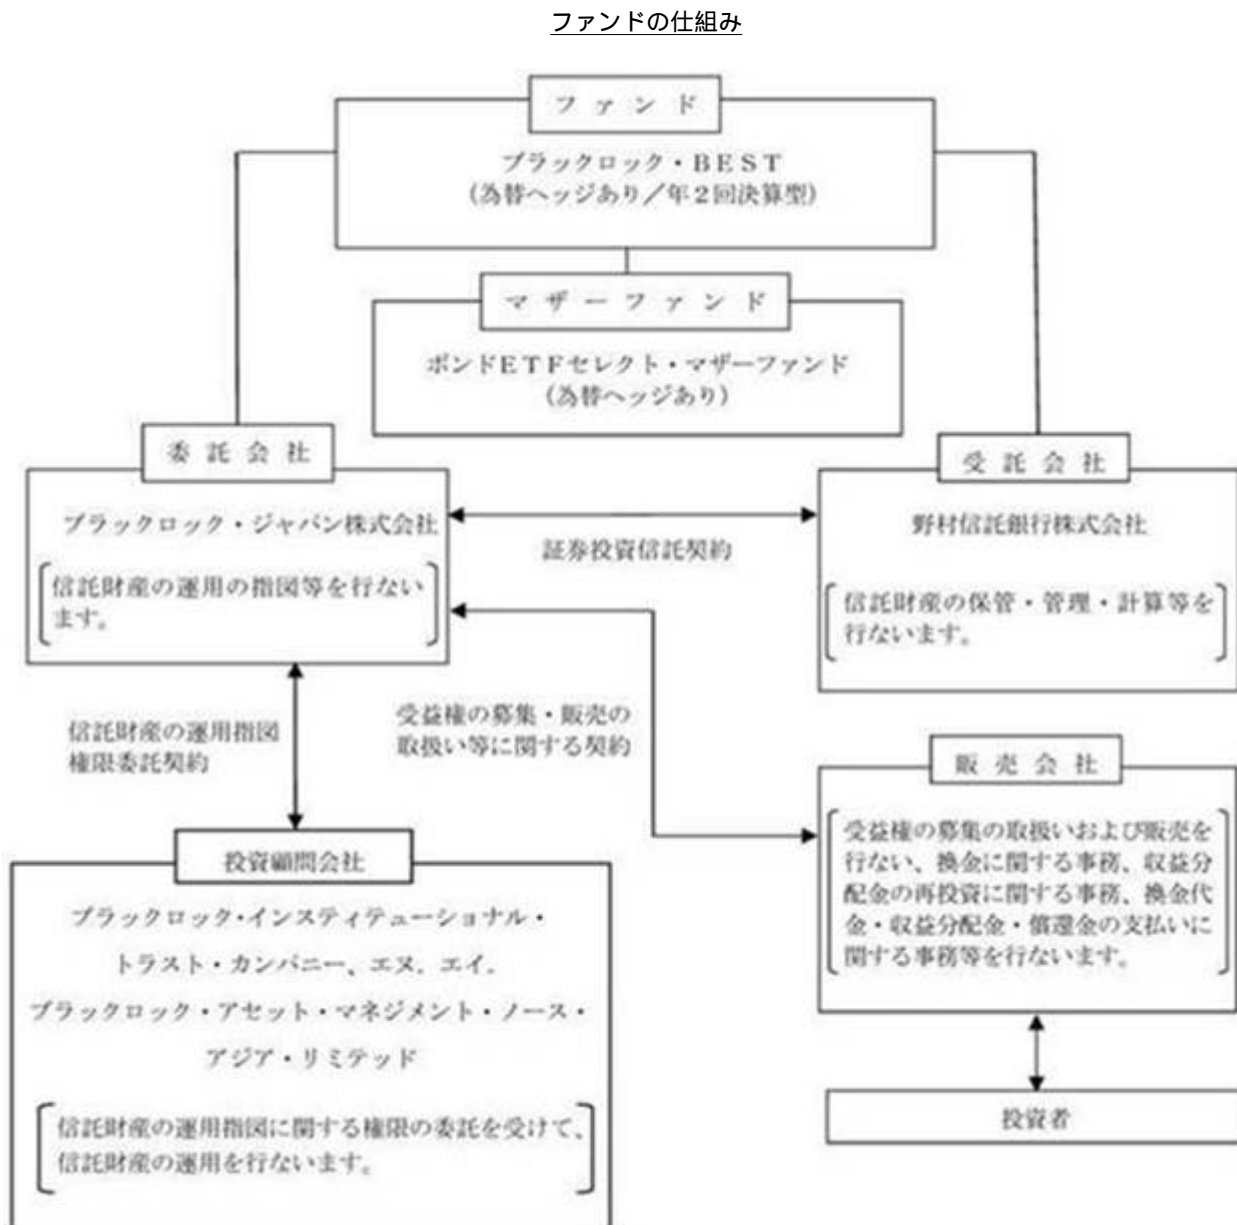 ファンドの仕組み
ファンド
ブラックロック・BEST
(為替ヘッジあり/年2回決算型)
マザーファンド
ボンドETFセレクト・マザーファンド
(為替ヘッジあり)
委託会社
ブラックロック・ジャパン株式会社
信託財産の運用の指図等を行ない
ます。
証券投資信託契約
受託会社
野村信託銀行株式会社
信託財産の保管・管理・計算等を
行ないます。
信託財産の運用指図
権限委託契約
受益権の募集・販売の
取扱い等に関する契約
販売会社
受益権の募集の取扱いおよび販売を
行ない、換金に関する事務、収益分
配金の再投資に関する事務、換金代
金・収益分配金・償還金の支払いに
関する事務等を行ないます。
投資顧問会社
ブラックロック・インスティテューショナル・
トラスト・カンパニー、エヌ．エイ．
ブラックロック・アセット・マネジメント・ノース・
アジア・リミテッド
信託財産の運用指図に関する権限の委託を受けて、
信託財産の運用を行ないます。
投資者